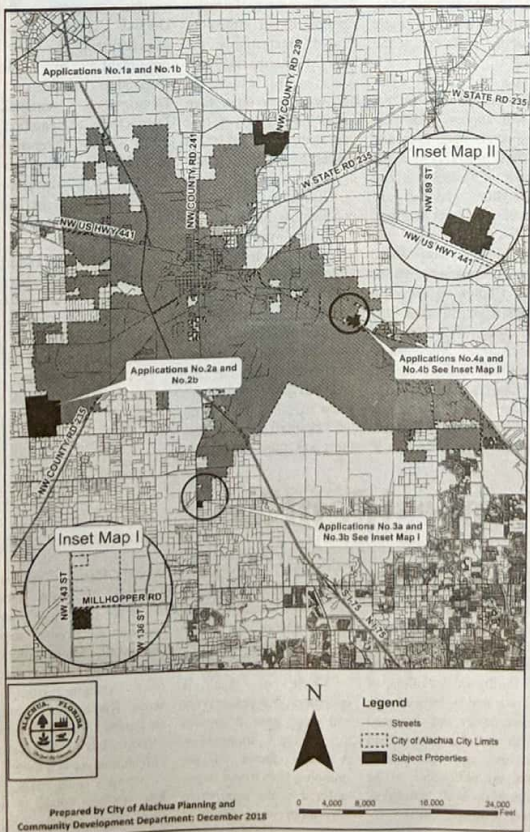 Applications No.1a and No.1b
NW COUNTY RD 239
W STATE RD 235
NW COUNTY RD 241
W STATE RD 235
Inset Map II
NW 89 ST
NW US HWY 441
NW US HWY 441
Applications No.4a and
No.4b See Inset Map II
Applications No.2a and
No.2b
NW COUNTY RD 235
Applications No.3a and
No.3b See Inset Map I
Inset Map I
NW 143 ST
MILLHOPPER RD
W 136 ST
S I 75
N I 75
ALACHUA, FLORIDA
N
Legend
Streets
City of Alachua City Limits
Subject Properties
0 4,000 8,000 16,000 24,000
Feet
Prepared by City of Alachua Planning and
Community Development Department: December 2018